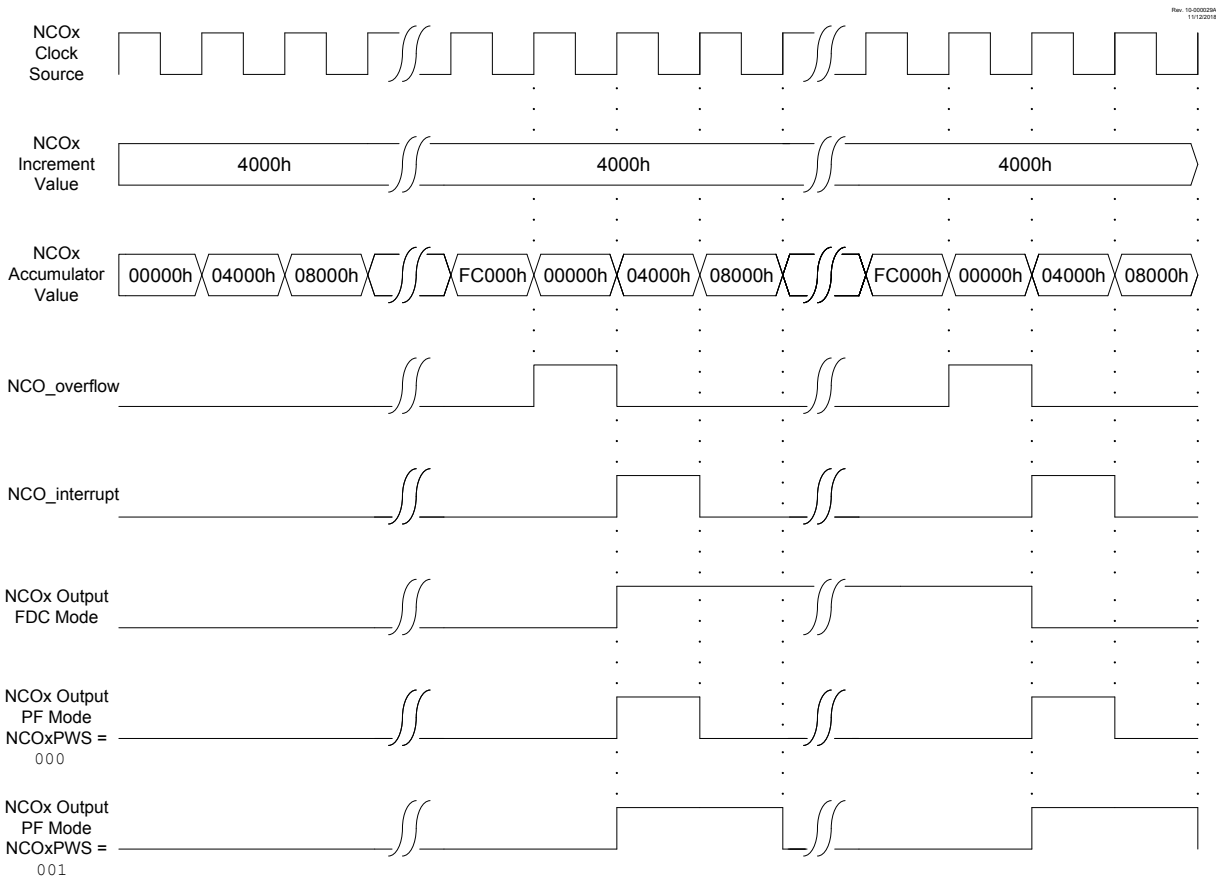 Rev. 10-000029A
11/12/2018
NCOx
Clock
Source
NCOx
Increment
Value
4000h
4000h
4000h
NCOx
Accumulator
Value
00000h 04000h 08000h FC000h 00000h 04000h 08000h FC000h 00000h 04000h 08000h
NCO_overflow
NCO_interrupt
NCOx Output
FDC Mode
NCOx Output
PF Mode
NCOxPWS =
000
NCOx Output
PF Mode
NCOxPWS =
001